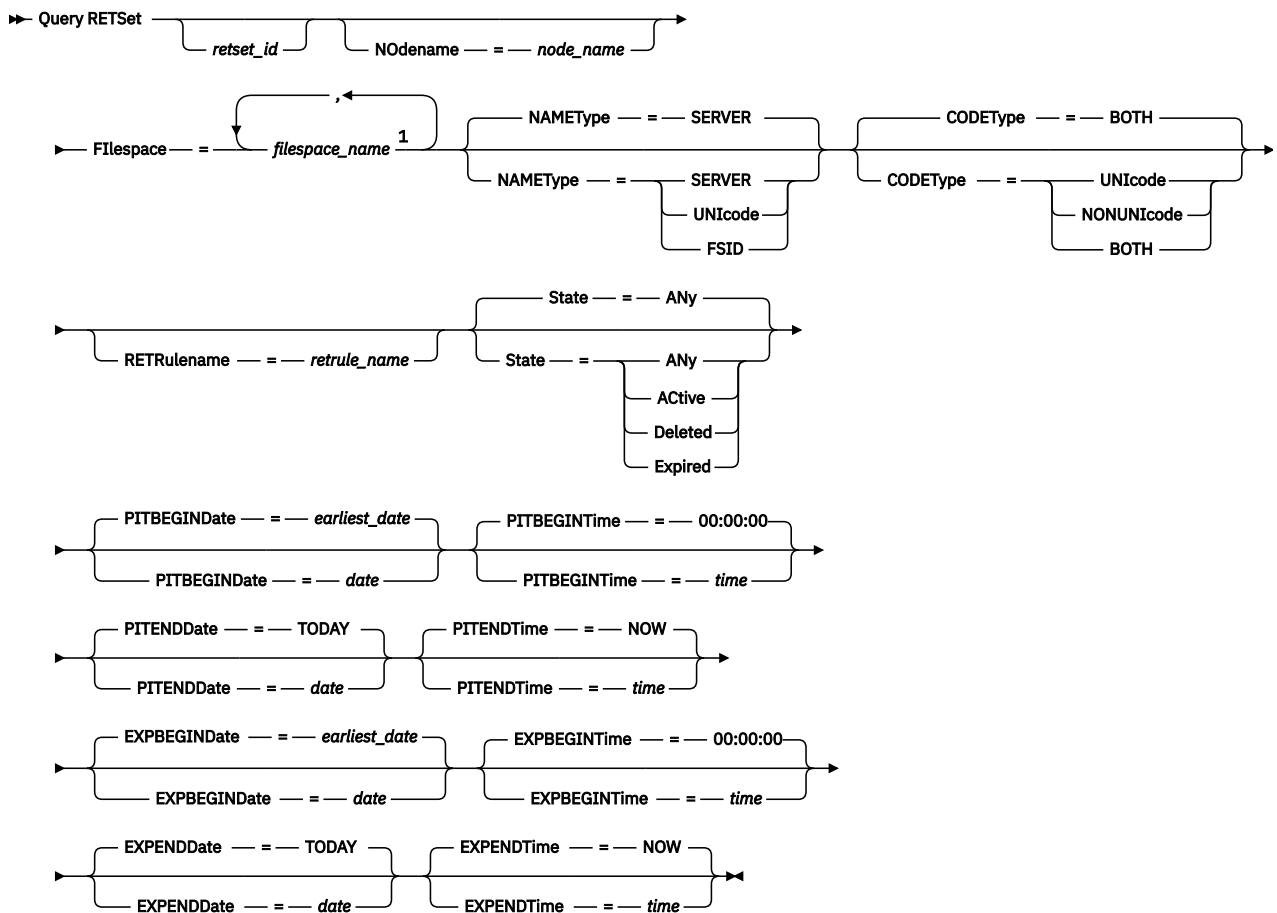 Query RETSet
retset_id NOdename = node_name
,
FIlespace = filespace_name 1
NAMEType = SERVER CODEType = BOTH
NAMEType = SERVER CODEType = UNIcode
UNIcode NONUNIcode
FSID BOTH
State = ANy
RETRulename = retrule_name State = ANy
ACtive
Deleted
Expired
PITBEGINDate = earliest_date PITBEGINTime = 00:00:00
PITBEGINDate = date PITBEGINTime = time
PITENDDate = TODAY PITENDTime = NOW
PITENDDate = date PITENDTime = time
EXPBEGINDate = earliest_date EXPBEGINTime = 00:00:00
EXPBEGINDate = date EXPBEGINTime = time
EXPENDDate = TODAY EXPENDTime = NOW
EXPENDDate = date EXPENDTime = time